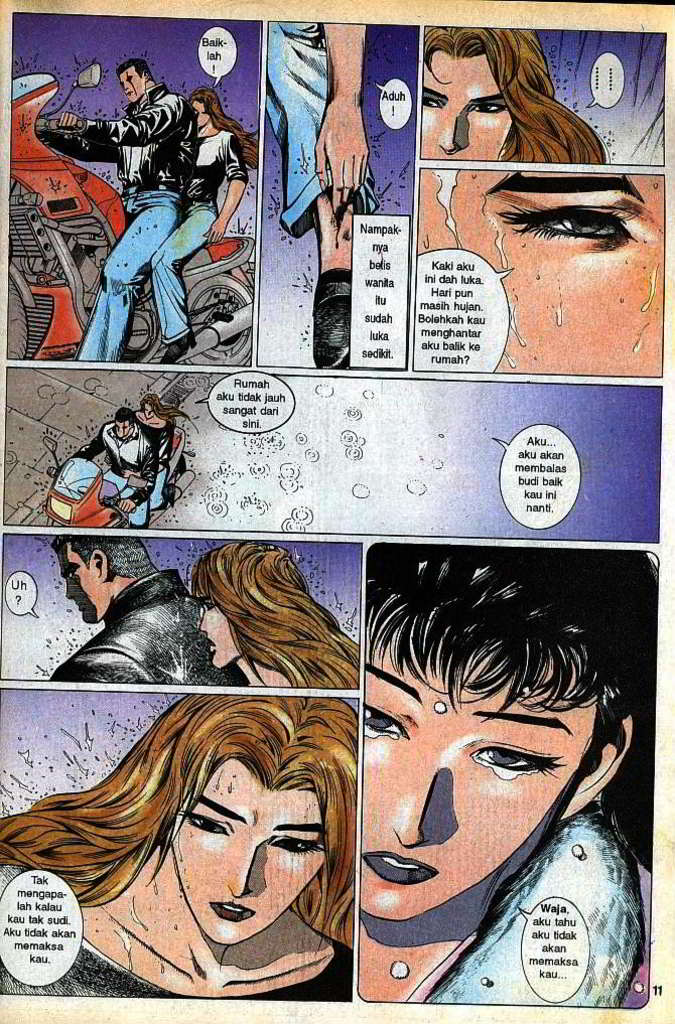 Baik-
lah
!
Aduh
!
Nampak-
nya
betis
wanita
itu
sudah
luka
sedikit.
........
Kaki aku
ini dah luka.
Hari pun
masih hujan.
Bolehkah kau
menghantar
aku balik ke
rumah?
Rumah
aku tidak jauh
sangat dari
sini.
Aku...
aku akan
membalas
budi baik
kau ini
nanti.
Uh
?
Tak
mengapa-
lah kalau
kau tak sudi.
Aku tidak akan
memaksa
kau.
Waja,
aku tahu
aku tidak
akan
memaksa
kau...
11